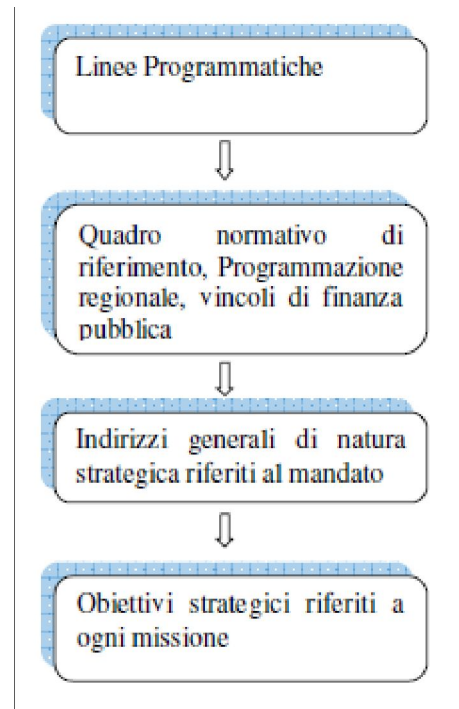 Linee Programmatiche
Quadro normativo di
riferimento, Programmazione
regionale, vincoli di finanza
pubblica
Indirizzi generali di natura
strategica riferiti al mandato
Obiettivi strategici riferiti a
ogni missione